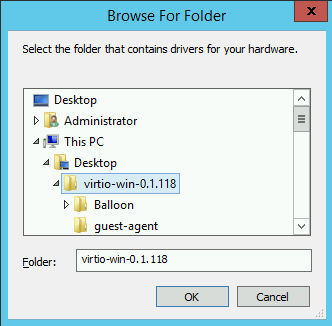 Browse For Folder
x
Select the folder that contains drivers for your hardware.
Desktop
Administrator
This PC
Desktop
virtio-win-0.1.118
Balloon
guest-agent
Folder: virtio-win-0.1.118
OK Cancel